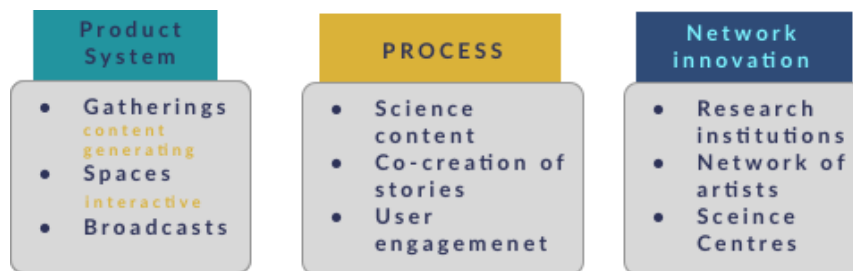 Product
System
• Gatherings
content
generating
• Spaces
interactive
• Broadcasts
PROCESS
• Science
content
• Co-creation of
stories
• User
engagemenet
Network
innovation
• Research
institutions
• Network of
artists
• Sceince
Centres